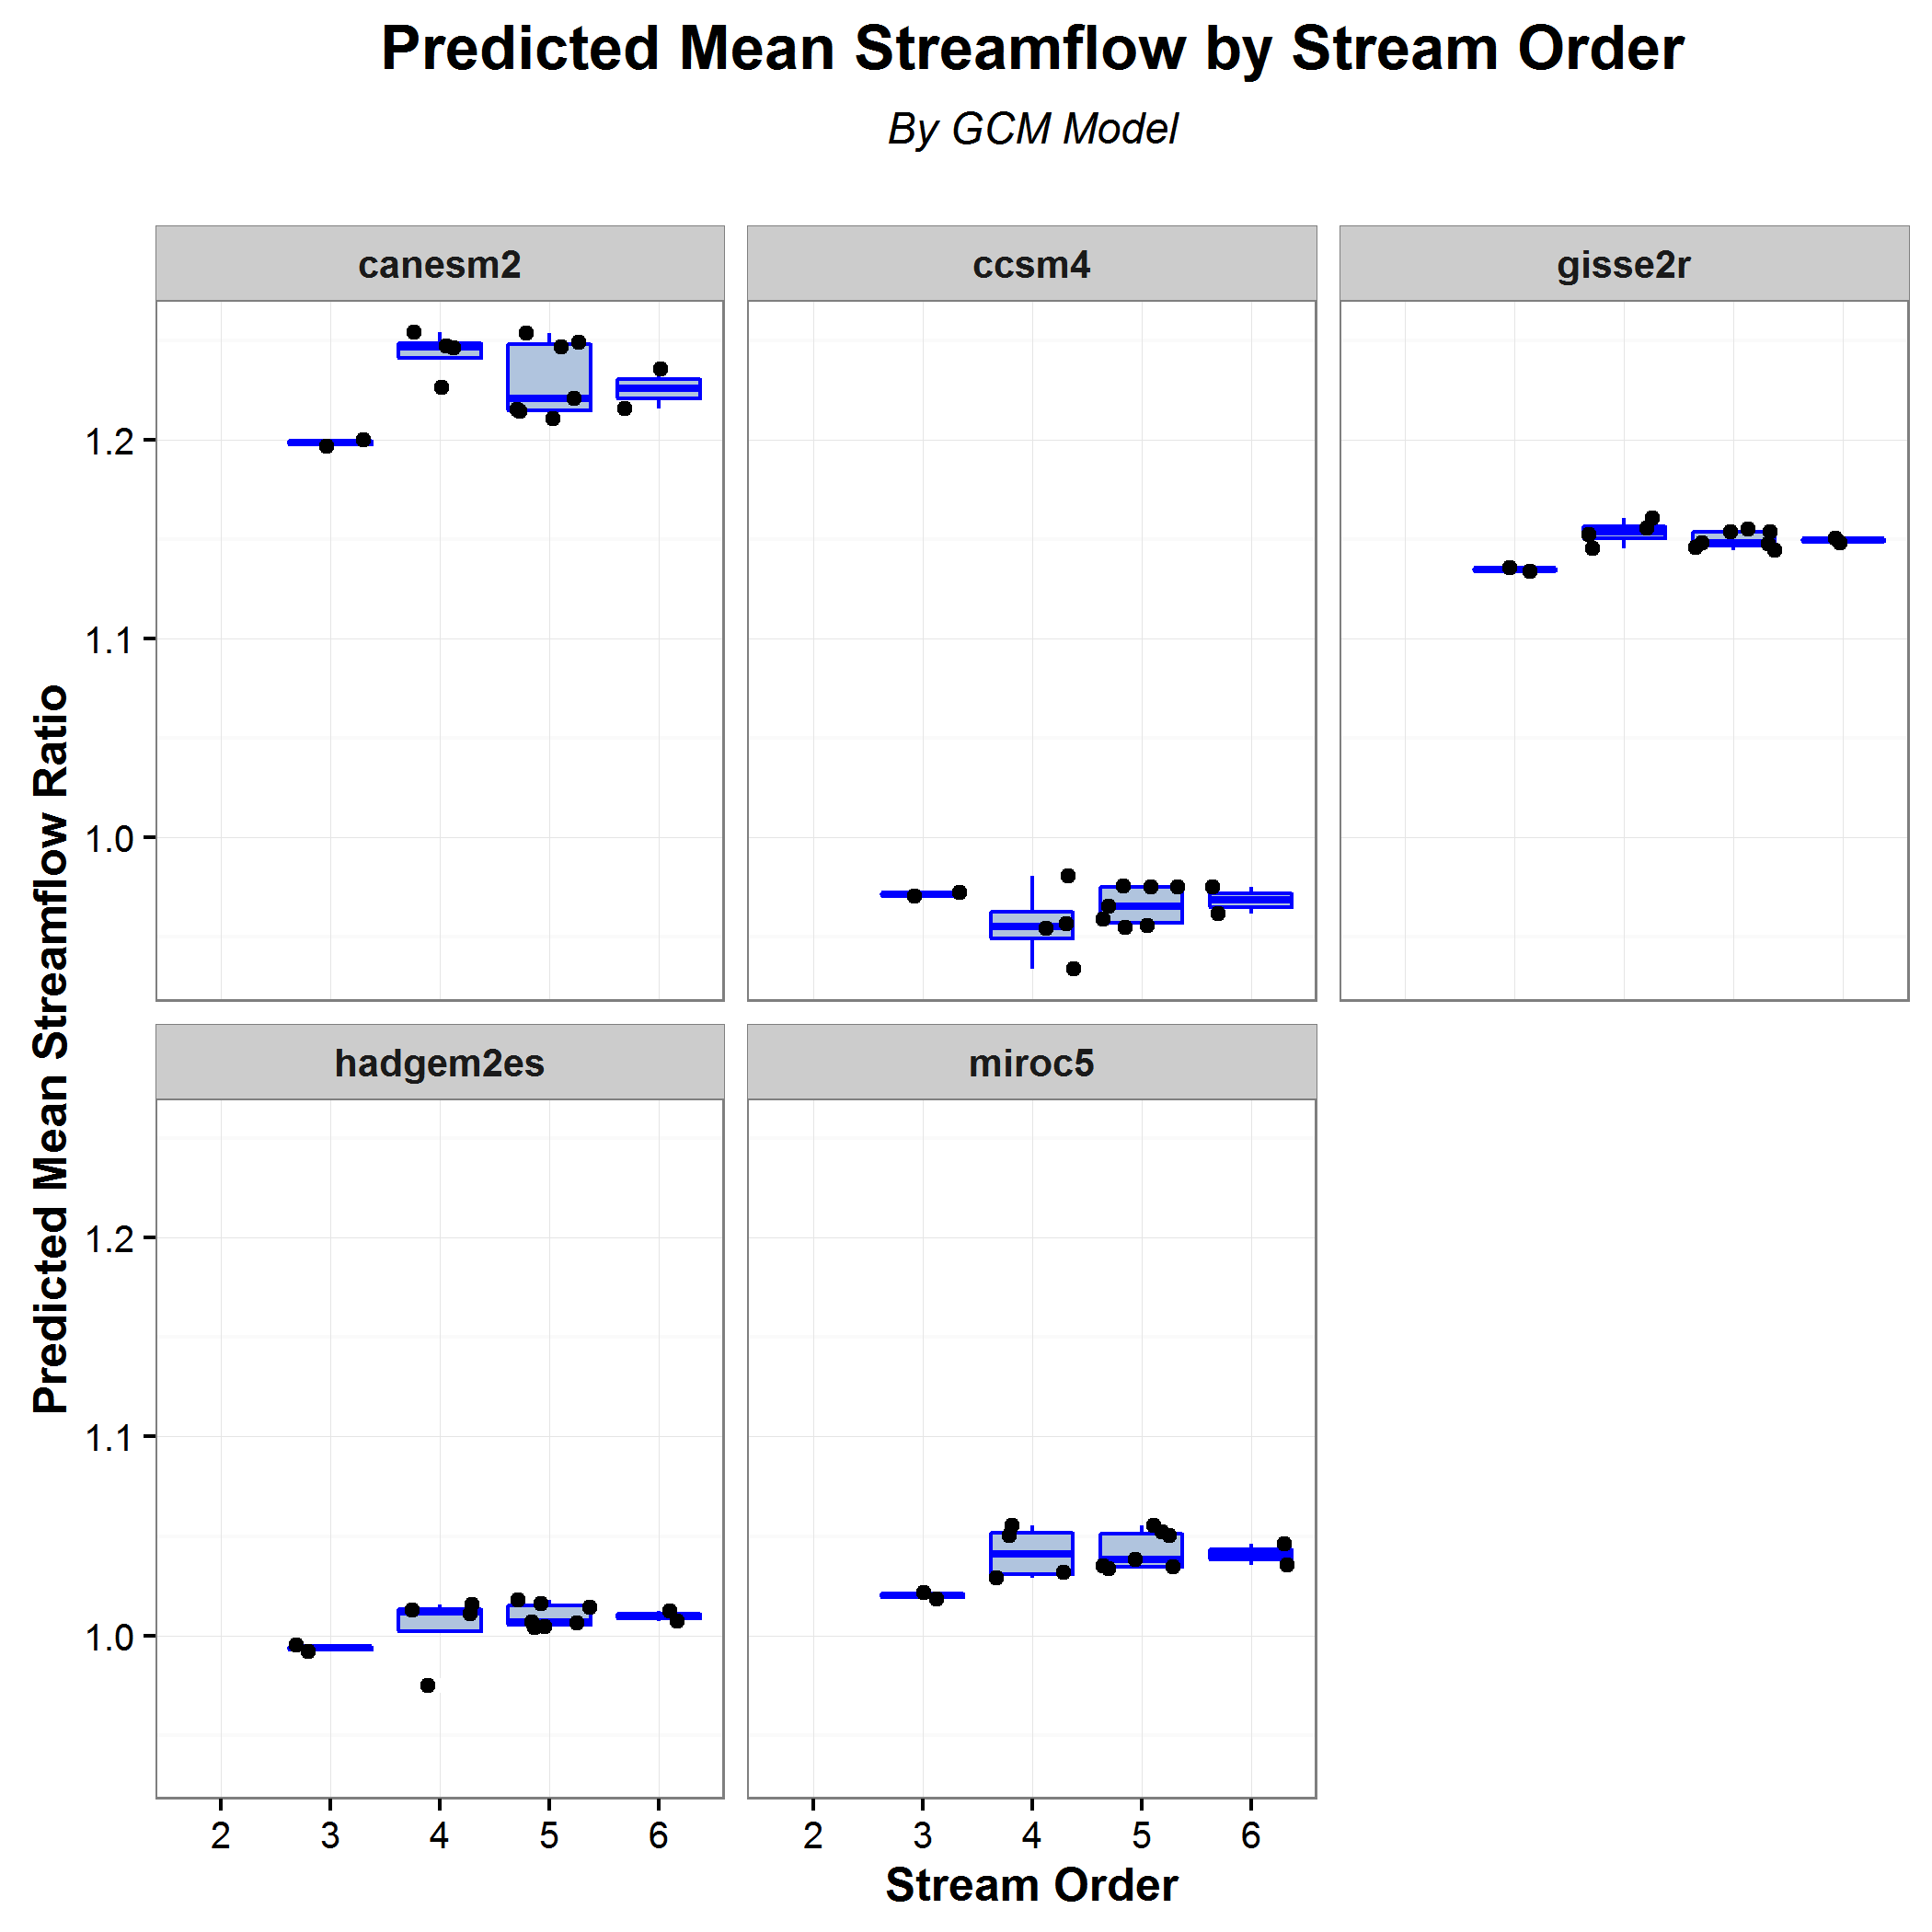 Predicted Mean Streamflow by Stream Order
By GCM Model
canesm2
ccsm4
gisse2r
1.2
1.1
1.0
Predicted Mean Streamflow Ratio
hadgem2es
miroc5
1.2
1.1
1.0
2 3 4 5 6
2 3 4 5 6
Stream Order